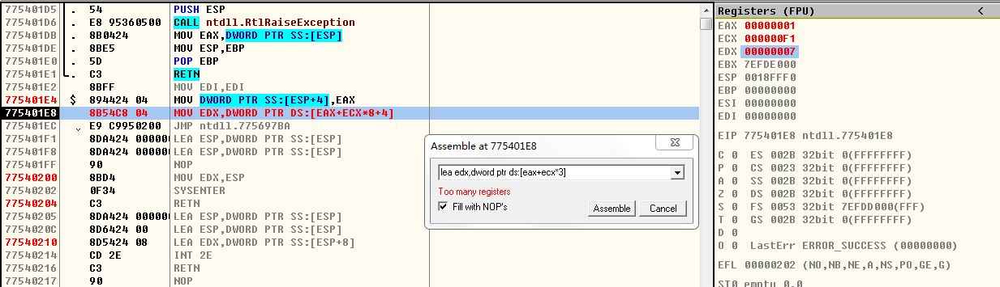 775401D5 . 54 PUSH ESP
775401D6 . E8 95360500 CALL ntdll.RtlRaiseException
775401DB . 8B0424 MOV EAX,DWORD PTR SS:[ESP]
775401DE . 8BE5 MOV ESP,EBP
775401E0 . 5D POP EBP
775401E1 . C3 RETN
775401E2 8BFF MOV EDI,EDI
775401E4 $ 894424 04 MOV DWORD PTR SS:[ESP+4],EAX
775401E8 8B54C8 04 MOV EDX,DWORD PTR DS:[EAX+ECX*8+4]
775401EC E9 C9950200 JMP ntdll.775697BA
775401F1 8DA424 000000 LEA ESP,DWORD PTR SS:[ESP]
775401F8 8DA424 000000 LEA ESP,DWORD PTR SS:[ESP]
775401FF 90 NOP
77540200 8BD4 MOV EDX,ESP
77540202 0F34 SYSENTER
77540204 C3 RETN
77540205 8DA424 000000 LEA ESP,DWORD PTR SS:[ESP]
7754020C 8D6424 00 LEA ESP,DWORD PTR SS:[ESP]
77540210 8D5424 08 LEA EDX,DWORD PTR SS:[ESP+8]
77540214 CD 2E INT 2E
77540216 C3 RETN
77540217 90 NOP
Assemble at 775401E8
lea edx,dword ptr ds:[eax+ecx*3]
Too many registers
Fill with NOP's
Assemble
Cancel
Registers (FPU) <
EAX 00000001
ECX 000000F1
EDX 00000007
EBX 7EFDE000
ESP 0018FFF0
EBP 00000000
ESI 00000000
EDI 00000000
EIP 775401E8 ntdll.775401E8
C 0 ES 002B 32bit 0(FFFFFFFF)
P 0 CS 0023 32bit 0(FFFFFFFF)
A 0 SS 002B 32bit 0(FFFFFFFF)
Z 0 DS 002B 32bit 0(FFFFFFFF)
S 0 FS 0053 32bit 7EFDD000(FFF)
T 0 GS 002B 32bit 0(FFFFFFFF)
D 0
O 0 LastErr ERROR_SUCCESS (00000000)
EFL 00000202 (NO,NB,NE,A,NS,PO,GE,G)
ST0 empty 0.0